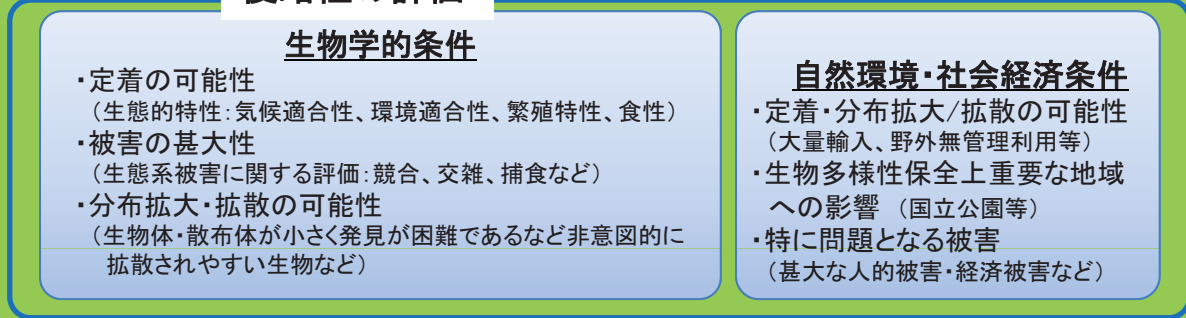 生物学的条件
・定着の可能性
（生態的特性：気候適合性、環境適合性、繁殖特性、食性）
・被害の甚大性
（生態系被害に関する評価：競合、交雑、捕食など）
・分布拡大・拡散の可能性
（生物体・散布体が小さく発見が困難であるなど非意図的に
拡散されやすい生物など）
自然環境・社会経済条件
・定着・分布拡大/拡散の可能性
（大量輸入、野外無管理利用等）
・生物多様性保全上重要な地域
への影響 （国立公園等）
・特に問題となる被害
（甚大な人的被害・経済被害など）